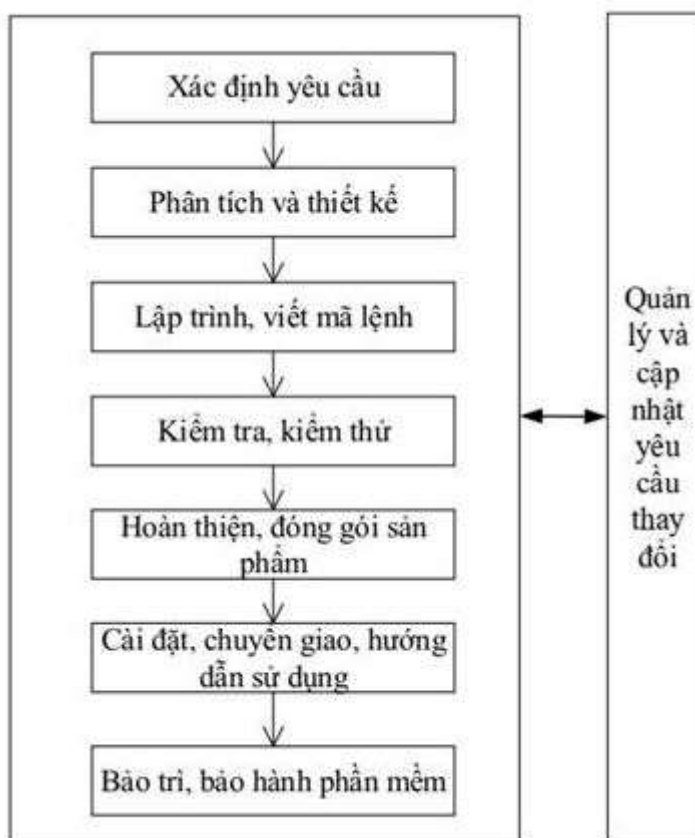 Xác định yêu cầu
Phân tích và thiết kế
Lập trình, viết mã lệnh
Kiểm tra, kiểm thử
Hoàn thiện, đóng gói sản
phẩm
Cài đặt, chuyên giao, hướng
dẫn sử dụng
Bảo trì, bảo hành phần mềm
Quản
lý và
cập
nhật
yêu
cầu
thay
đổi